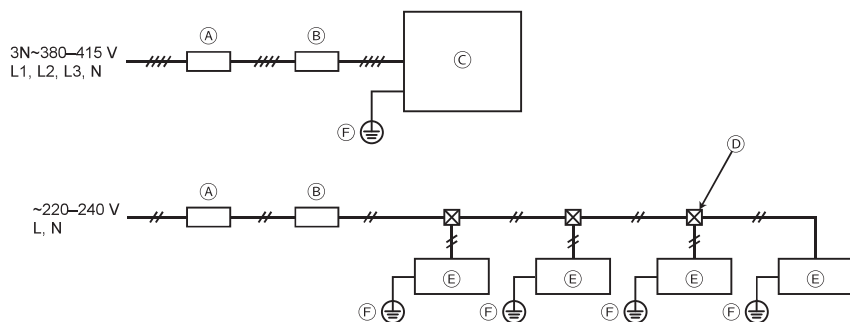 Ⓐ Ⓑ
3N~380–415 V
L1, L2, L3, N
Ⓒ
Ⓕ
Ⓓ
Ⓐ Ⓑ
~220–240 V
L, N
Ⓔ Ⓔ Ⓔ Ⓔ
Ⓕ Ⓕ Ⓕ Ⓕ